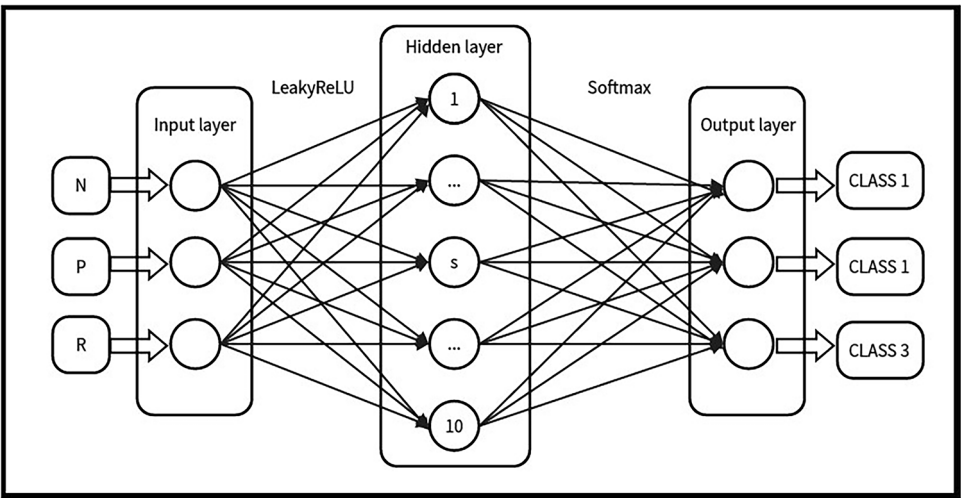 Hidden layer
LeakyReLU
Softmax
Input layer
Output layer
1
N
...
CLASS 1
P
s
CLASS 1
R
...
CLASS 3
10